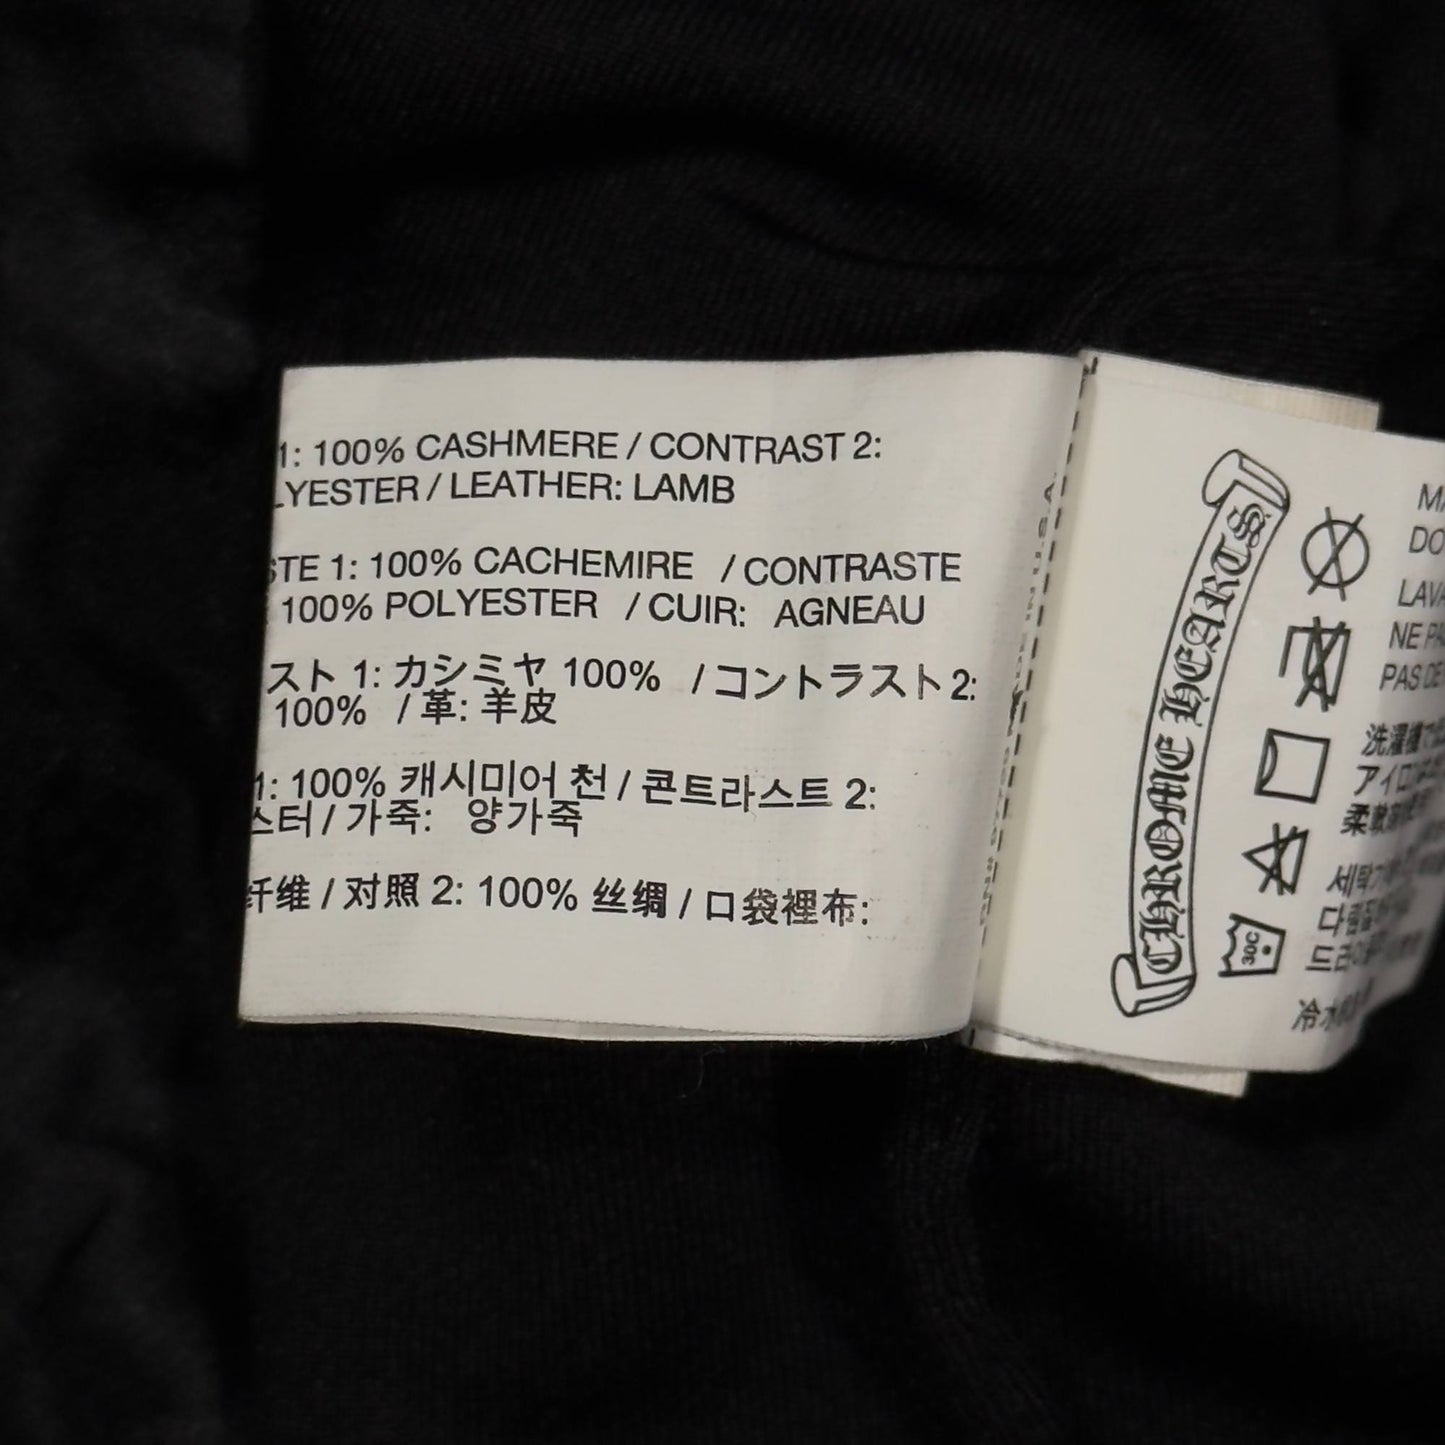 1: 100% CASHMERE / CONTRAST 2:
LYESTER / LEATHER: LAMB
STE 1: 100% CACHEMIRE / CONTRASTE
100% POLYESTER / CUIR: AGNEAU
スト 1: カシミヤ 100% / コントラスト 2:
100% / 革: 羊皮
1: 100% 캐시미어 천 / 콘트라스트 2:
스터 / 가죽: 양가죽
纤维 / 对照 2: 100% 丝绸 / 口袋裡布:
IN U.S.A.
CHROME HEARTS
30C
MA
DO
LAVA
NE PA
PAS DE
洗濯機で
アイロン
柔軟剤
세탁기
다림질
드라이
冷水